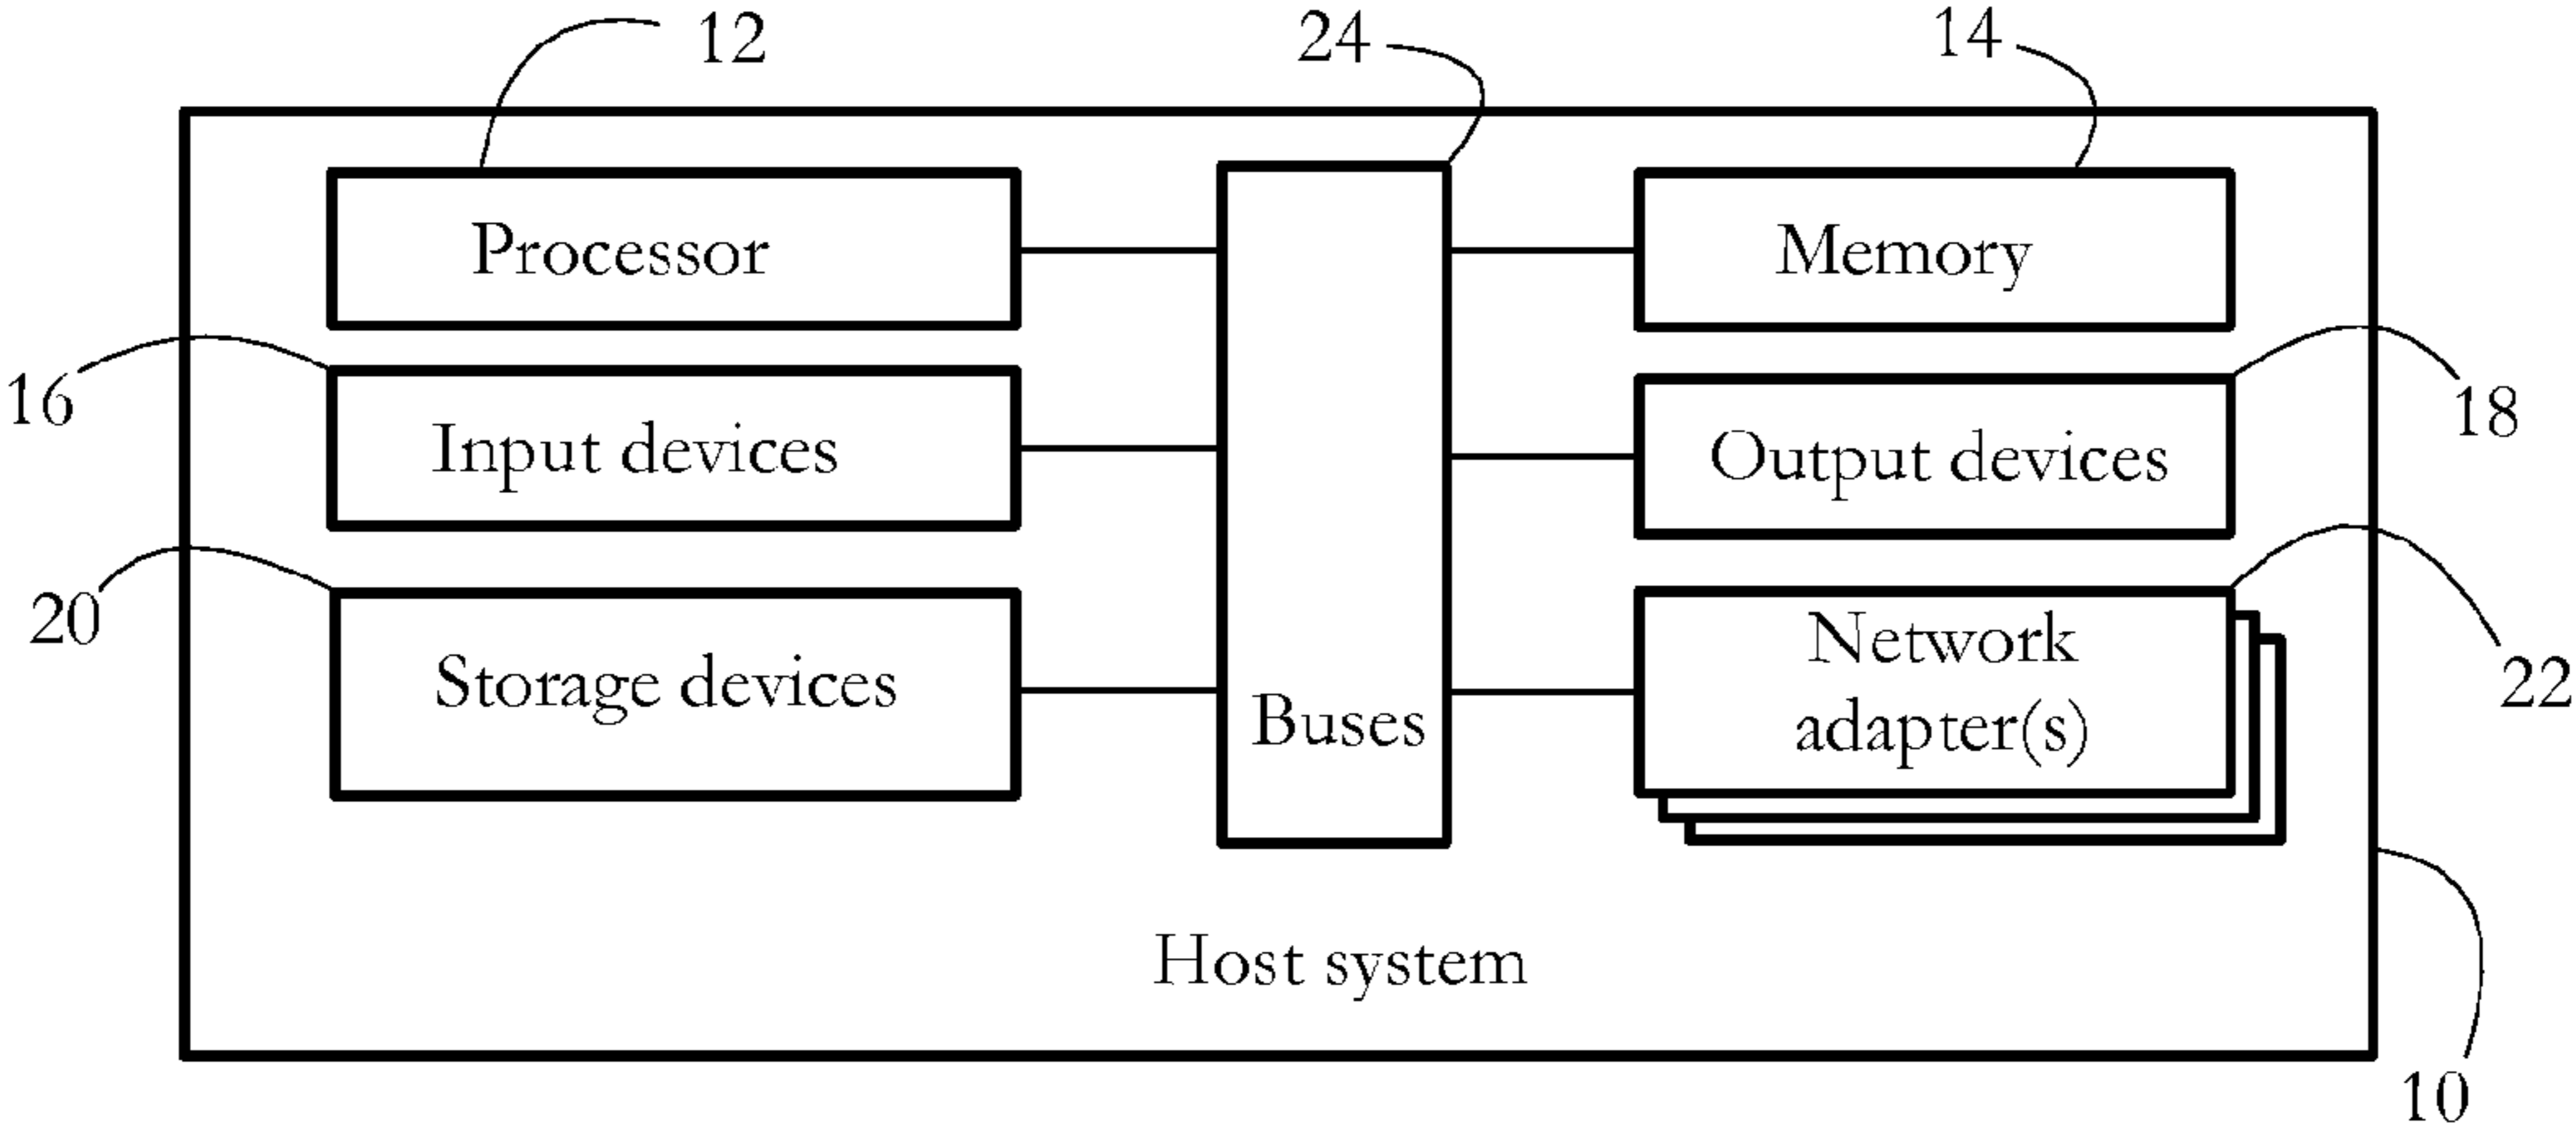 12
24
14
Processor
Memory
16
Input devices
Output devices
18
20
Storage devices
Buses
Network
adapter(s)
22
Host system
10